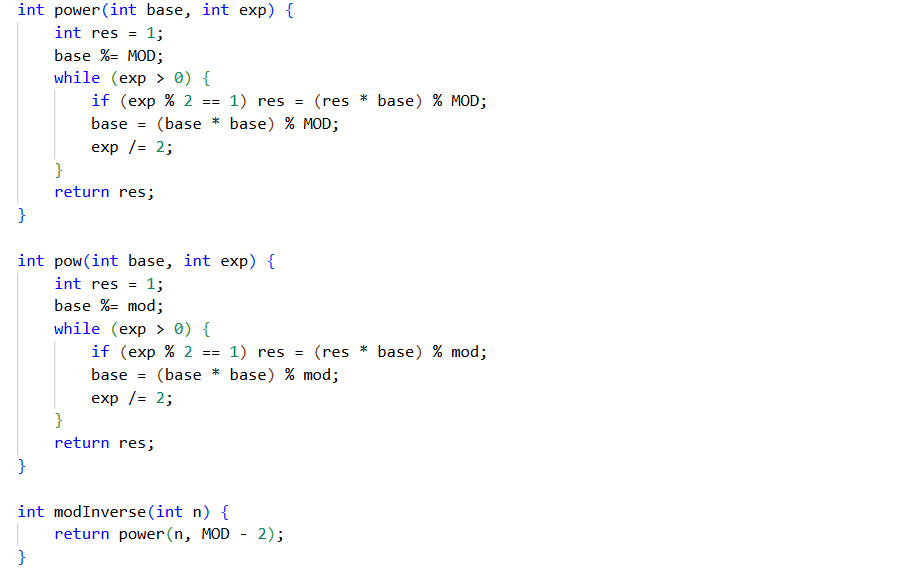 int power(int base, int exp) {
    int res = 1;
    base %= MOD;
    while (exp > 0) {
        if (exp % 2 == 1) res = (res * base) % MOD;
        base = (base * base) % MOD;
        exp /= 2;
    }
    return res;
}

int pow(int base, int exp) {
    int res = 1;
    base %= mod;
    while (exp > 0) {
        if (exp % 2 == 1) res = (res * base) % mod;
        base = (base * base) % mod;
        exp /= 2;
    }
    return res;
}

int modInverse(int n) {
    return power(n, MOD - 2);
}